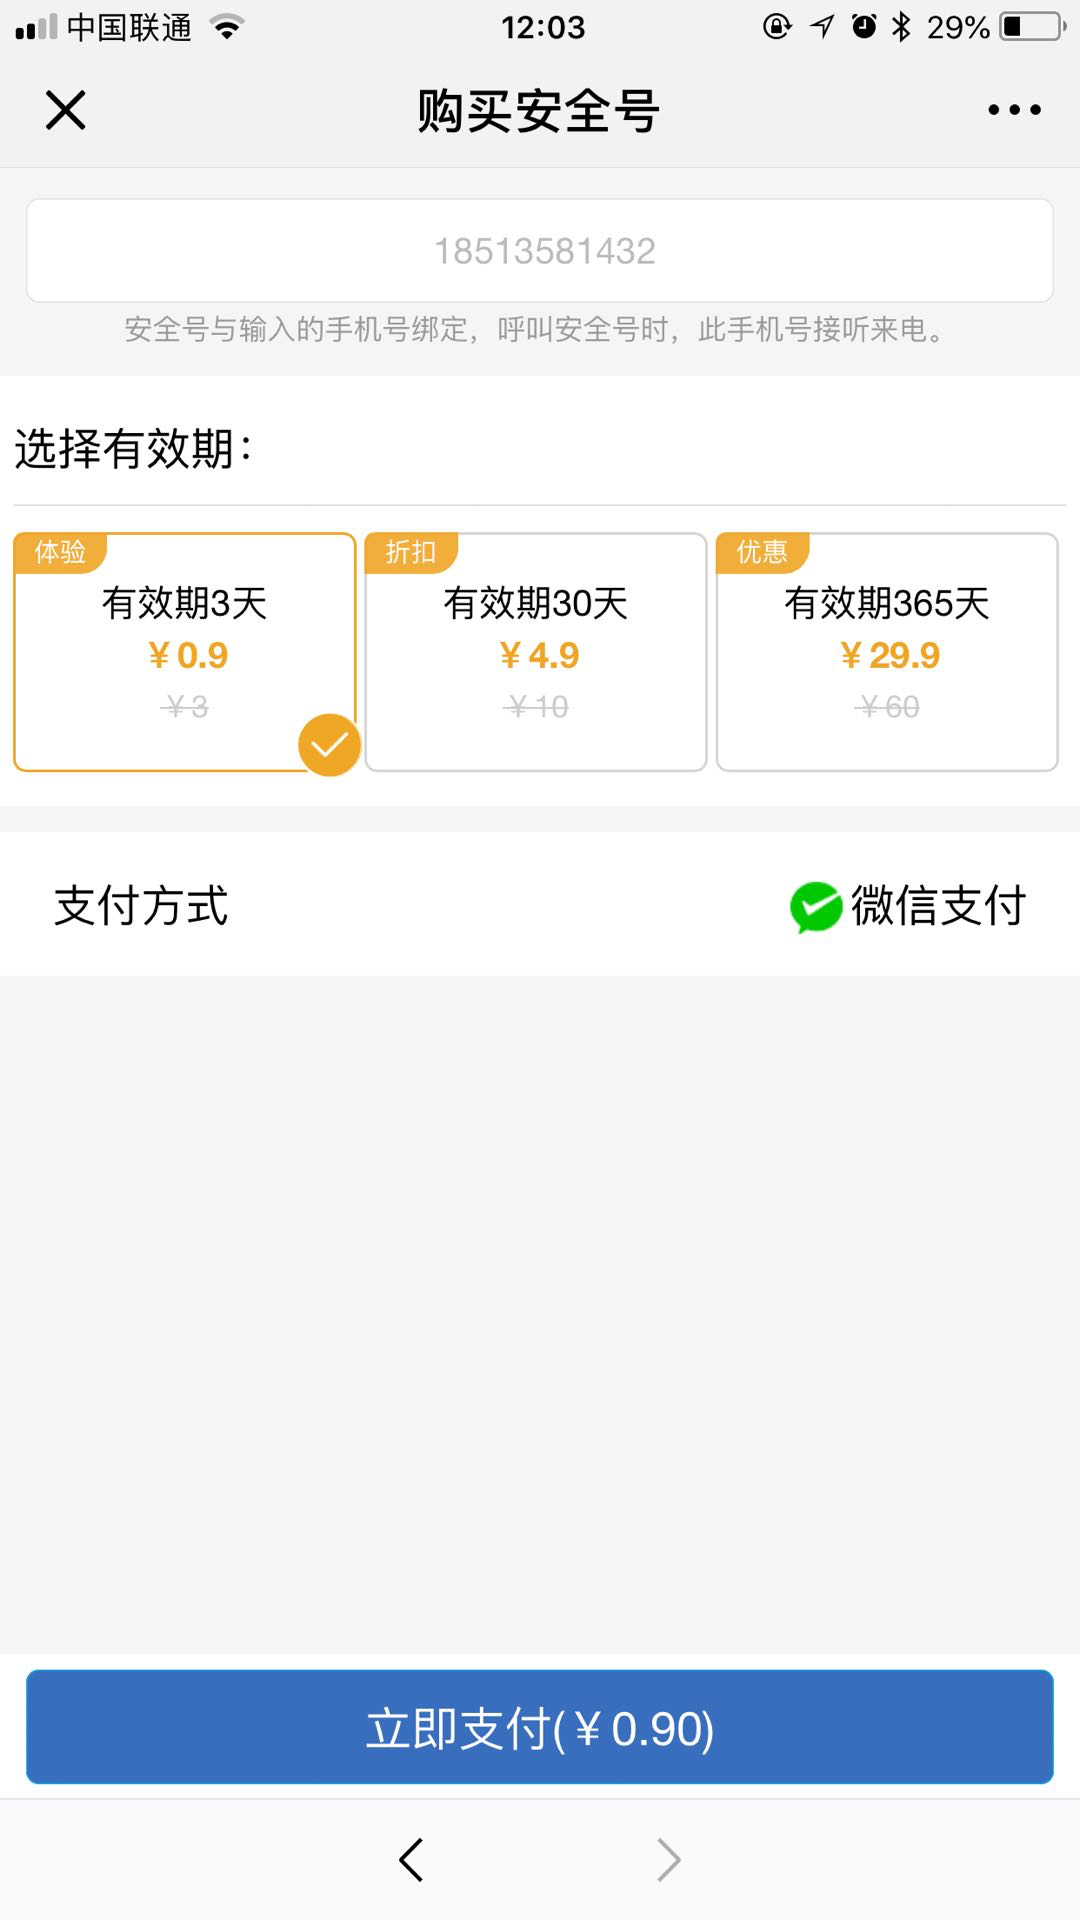 中国联通 12:03 29%
购买安全号
18513581432
安全号与输入的手机号绑定，呼叫安全号时，此手机号接听来电。
选择有效期：
体验 折扣 优惠
有效期3天 有效期30天 有效期365天
¥0.9 ¥4.9 ¥29.9
¥3 ¥10 ¥60
支付方式 微信支付
立即支付(¥0.90)